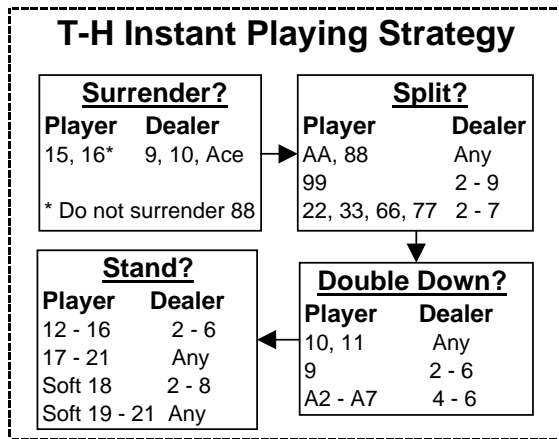 T-H Instant Playing Strategy
Surrender?
Player Dealer
15, 16* 9, 10, Ace
* Do not surrender 88
Split?
Player Dealer
AA, 88 Any
99 2 - 9
22, 33, 66, 77 2 - 7
Double Down?
Player Dealer
10, 11 Any
9 2 - 6
A2 - A7 4 - 6
Stand?
Player Dealer
12 - 16 2 - 6
17 - 21 Any
Soft 18 2 - 8
Soft 19 - 21 Any